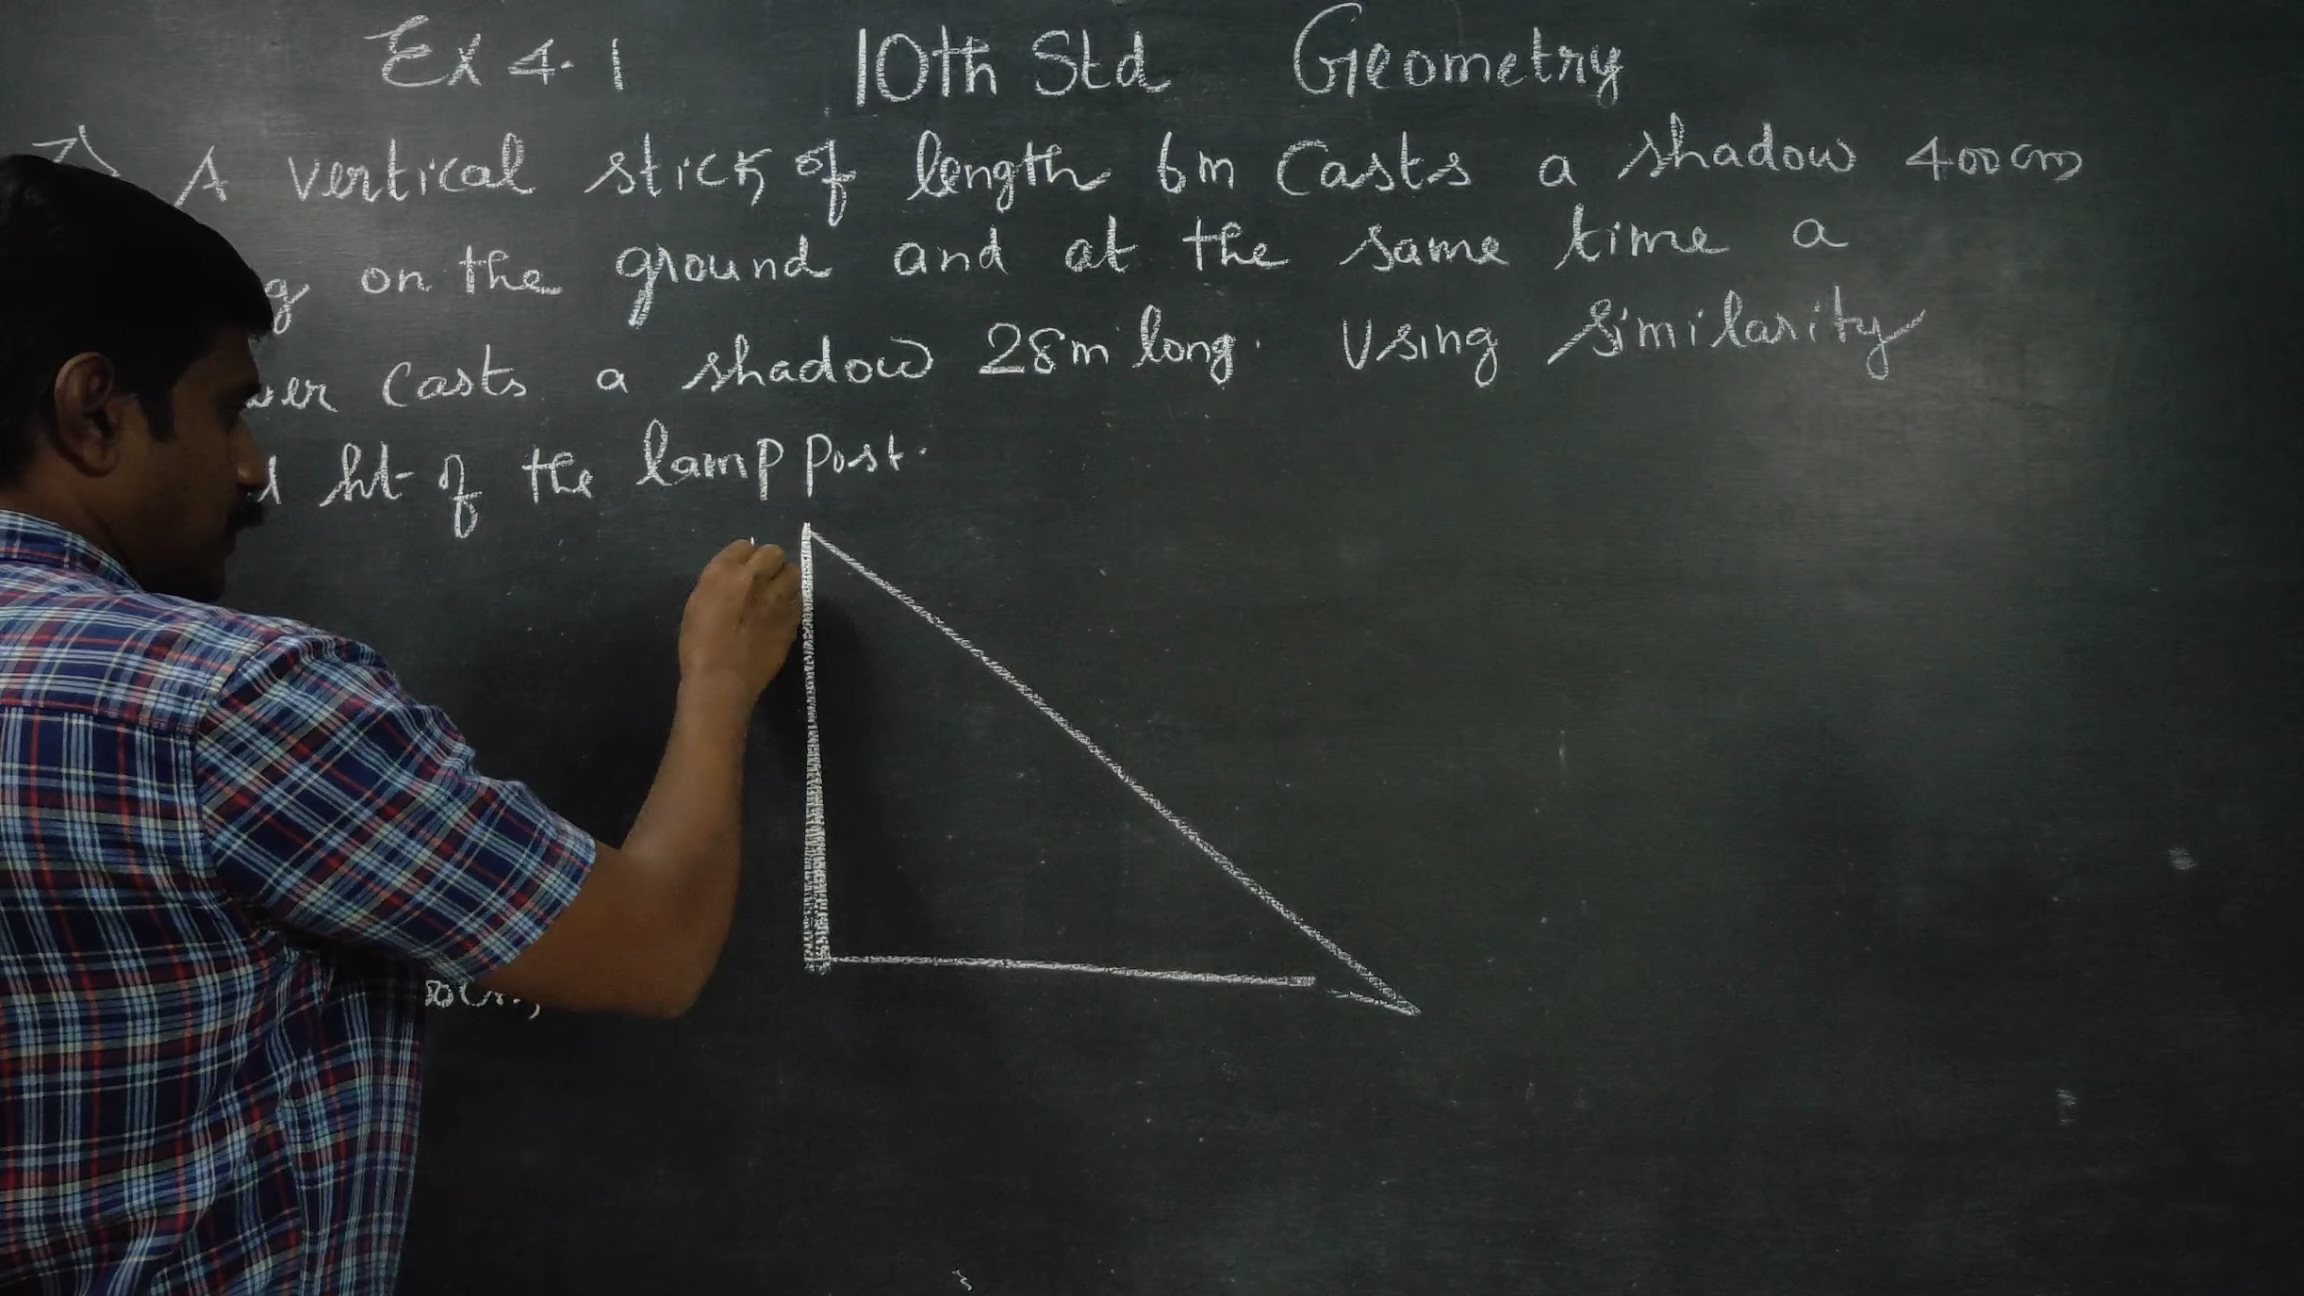 Ex 4.1 10th Std Geometry
7) A vertical stick of length 6m Casts a shadow 400cm
on the ground and at the same time a
casts a shadow 28m long. Using similarity
ht of the lamp post.